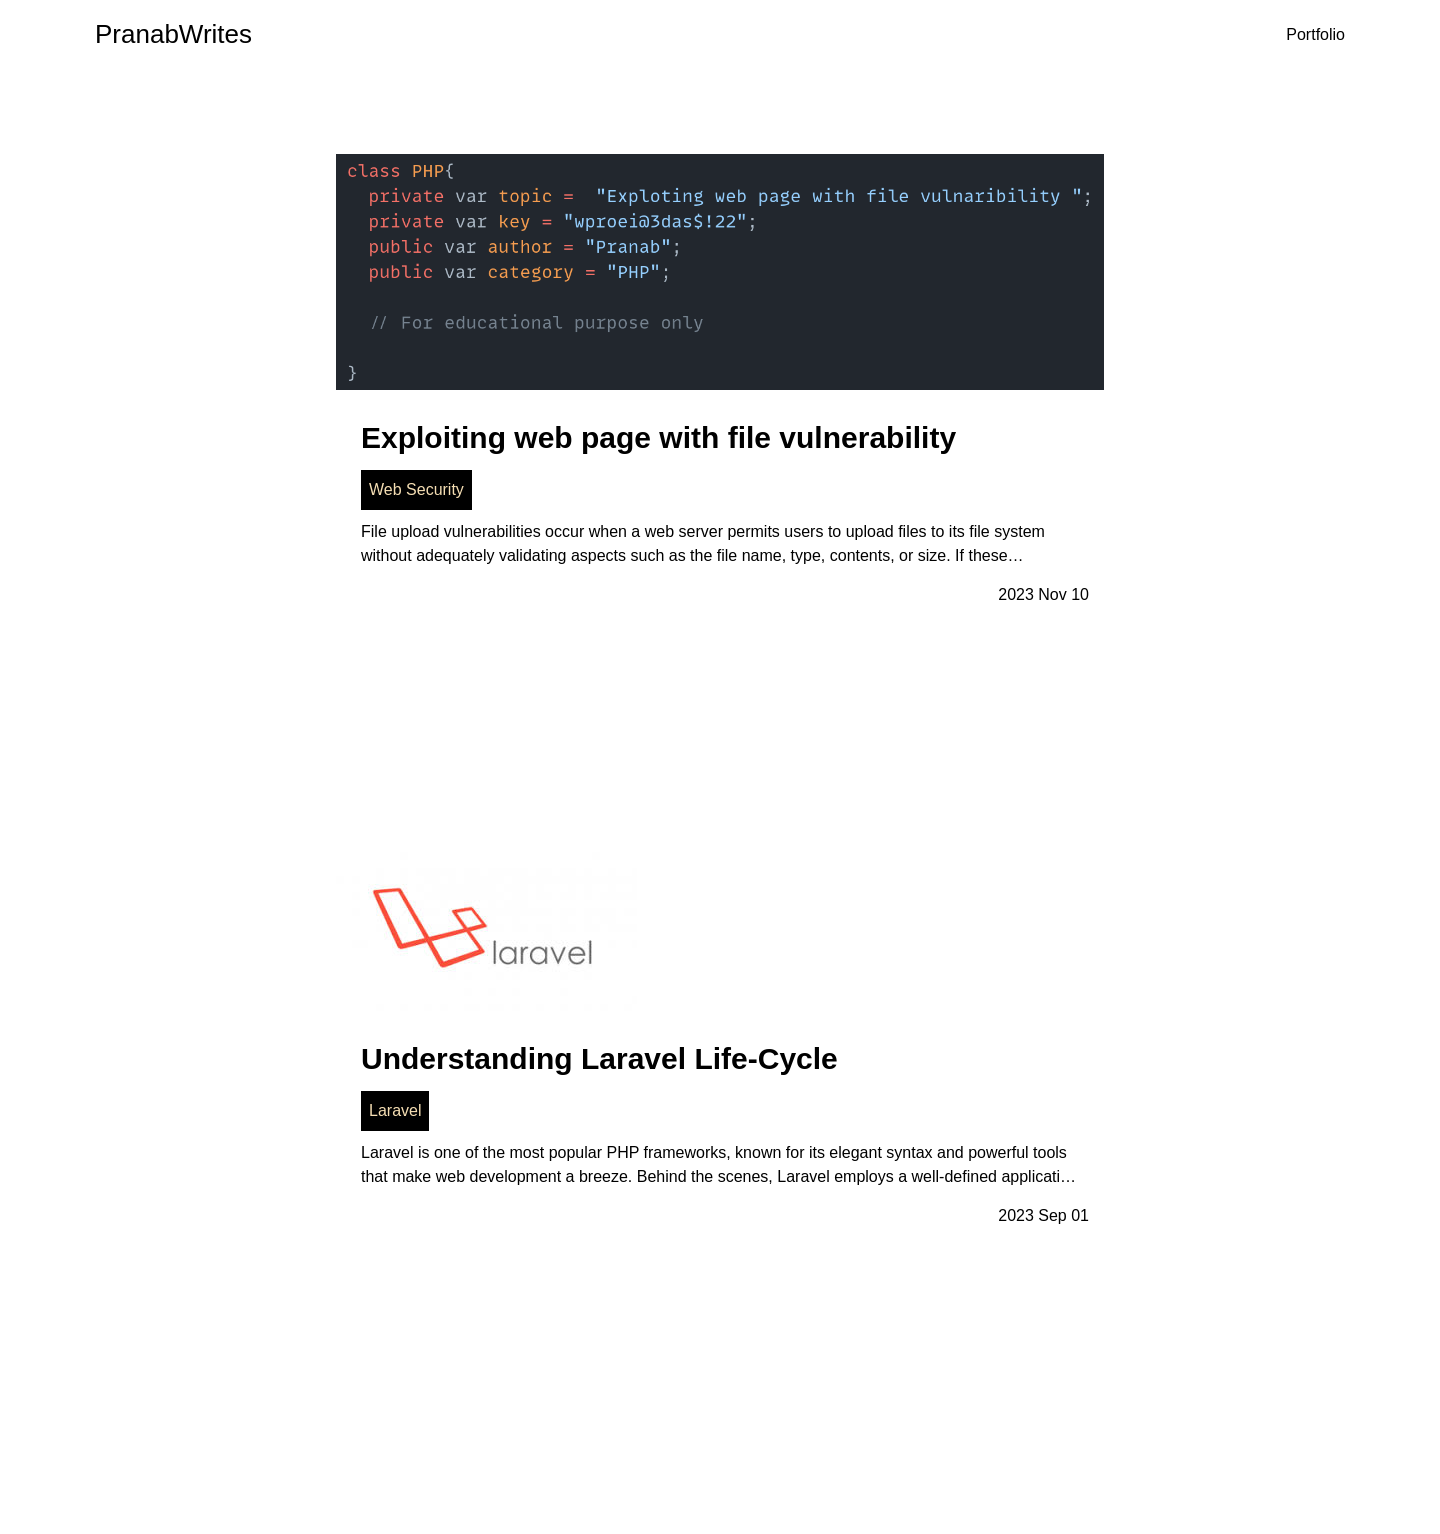 PranabWrites
Portfolio
class PHP{
private var topic = "Exploting web page with file vulnaribility ";
private var key = "wproei@3das$!22";
public var author = "Pranab";
public var category = "PHP";
// For educational purpose only
}
Exploiting web page with file vulnerability
Web Security
File upload vulnerabilities occur when a web server permits users to upload files to its file system
without adequately validating aspects such as the file name, type, contents, or size. If these…
2023 Nov 10
laravel
Understanding Laravel Life-Cycle
Laravel
Laravel is one of the most popular PHP frameworks, known for its elegant syntax and powerful tools
that make web development a breeze. Behind the scenes, Laravel employs a well-defined applicati…
2023 Sep 01